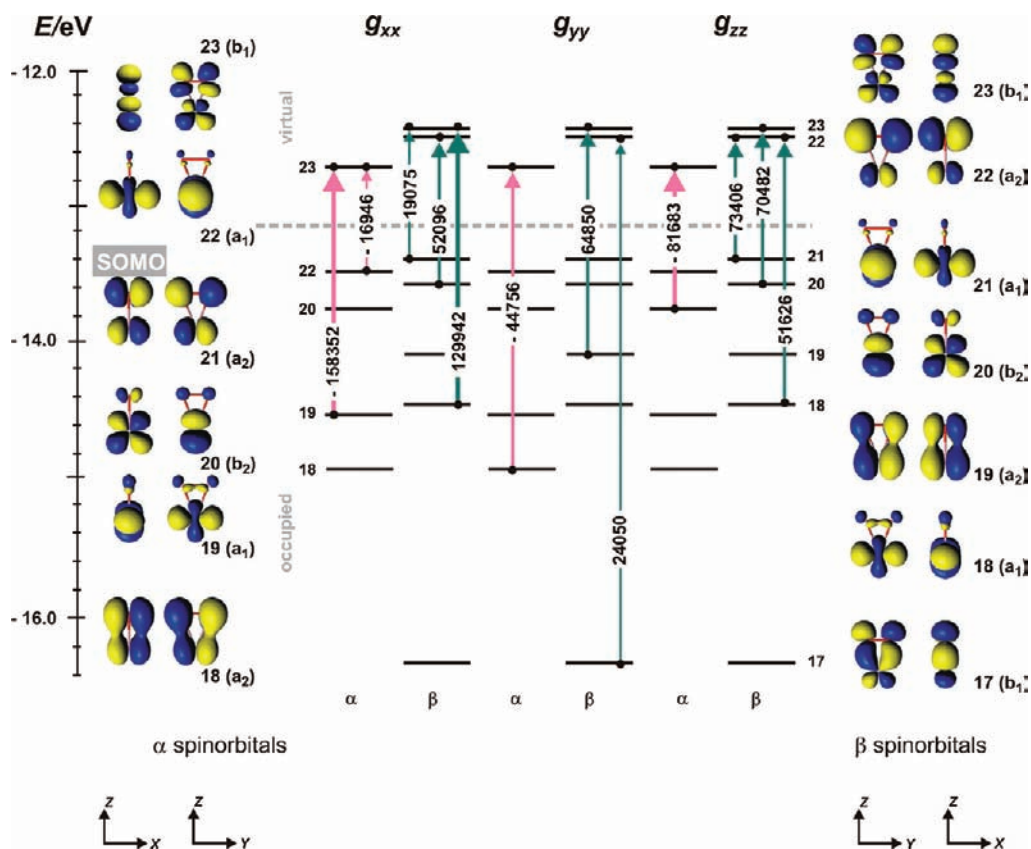 E/eV
g_xx
g_yy
g_zz
23 (b₁)
- 12.0
virtual
22 (a₁)
SOMO
- 14.0
21 (a₂)
20 (b₂)
19 (a₁)
occupied
- 16.0
18 (a₂)
α spinorbitals
Z
X
Z
Y
23
22
20
19
18
- 158352
- 16946
19075
52096
129942
- 44756
64850
24050
- 81683
73406
70482
51626
23
22
21
20
19
18
17
α
β
α
β
α
β
23 (b₁)
22 (a₂)
21 (a₁)
20 (b₂)
19 (a₂)
18 (a₁)
17 (b₁)
β spinorbitals
Z
Y
Z
X